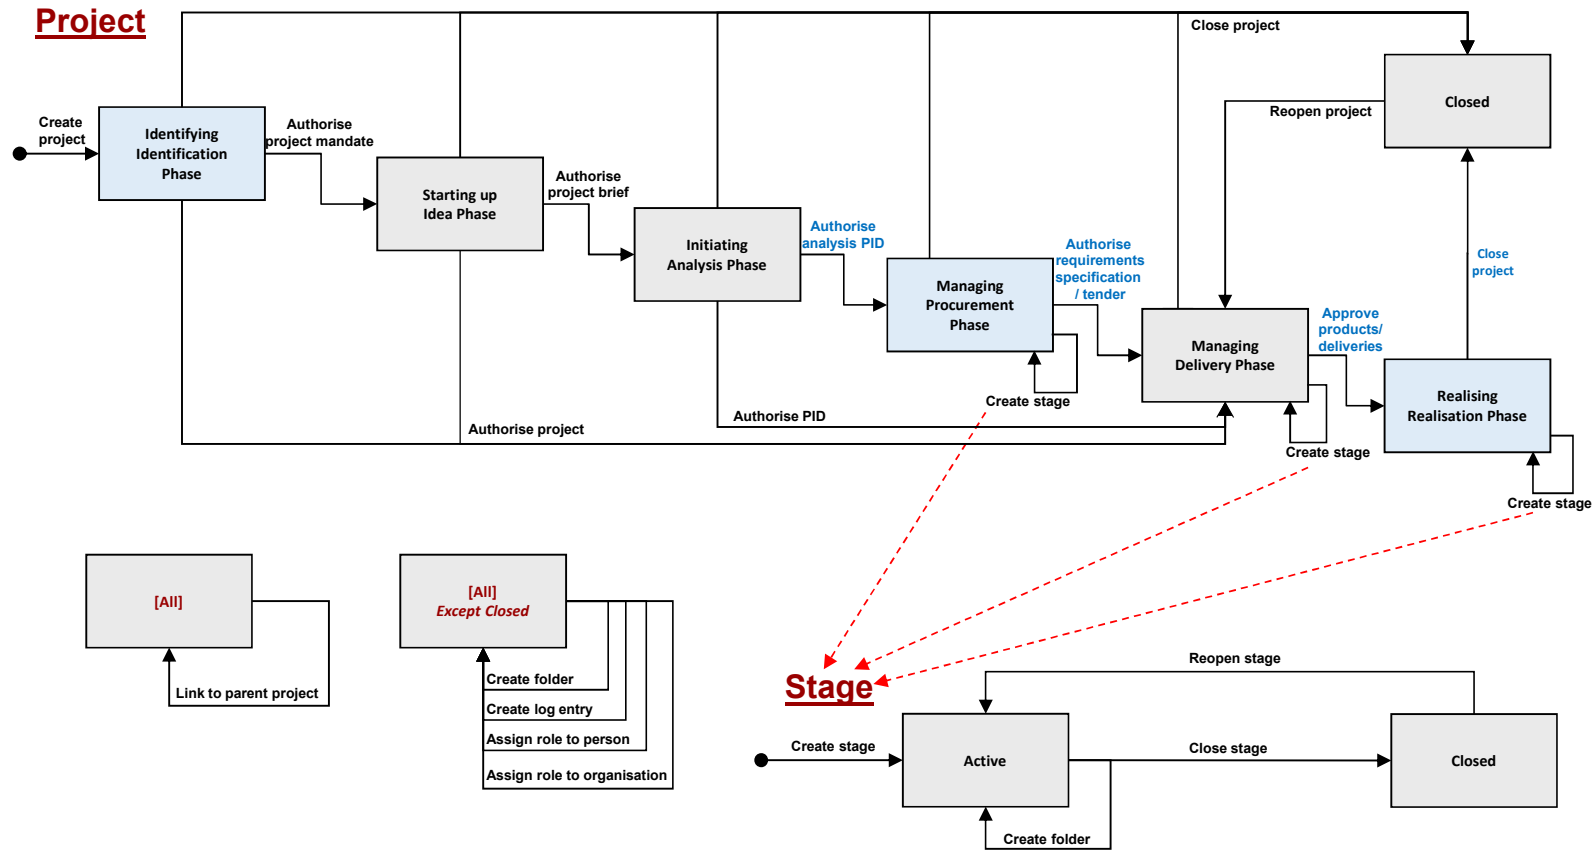 Project
Close project
Create
project
Identifying
Identification
Phase
Authorise
project mandate
Starting up
Idea Phase
Authorise
project brief
Initiating
Analysis Phase
Authorise
analysis PID
Managing
Procurement
Phase
Authorise
requirements
specification
/ tender
Managing
Delivery Phase
Reopen project
Closed
Approve
products/
deliveries
Close
project
Realising
Realisation Phase
Create stage
Create stage
Create stage
Authorise PID
Authorise project
[All]
Link to parent project
[All]
Except Closed
Create folder
Create log entry
Assign role to person
Assign role to organisation
Stage
Reopen stage
Create stage
Active
Close stage
Closed
Create folder